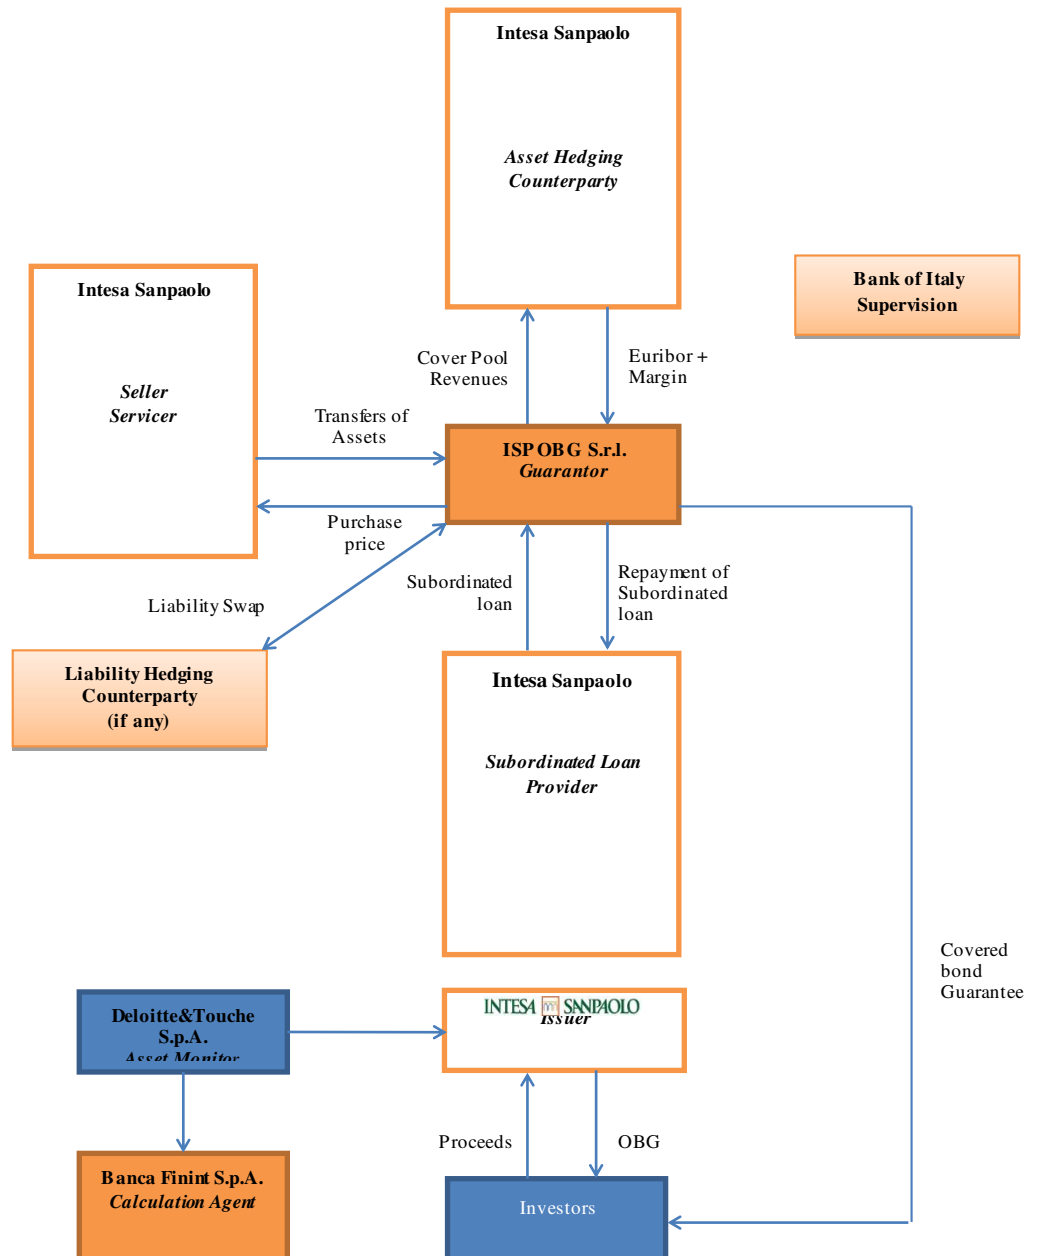 Intesa Sanpaolo
Asset Hedging
Counterparty
Bank of Italy
Supervision
Intesa Sanpaolo
Seller
Servicer
Cover Pool
Revenues
Euribor +
Margin
Transfers of
Assets
ISP OBG S.r.l.
Guarantor
Purchase
price
Subordinated
loan
Repayment of
Subordinated
loan
Liability Swap
Liability Hedging
Counterparty
(if any)
Intesa Sanpaolo
Subordinated Loan
Provider
Covered
bond
Guarantee
Deloitte&Touche
S.p.A.
Asset Monitor
INTESA SANPAOLO
Issuer
Proceeds
OBG
Banca Finint S.p.A.
Calculation Agent
Investors